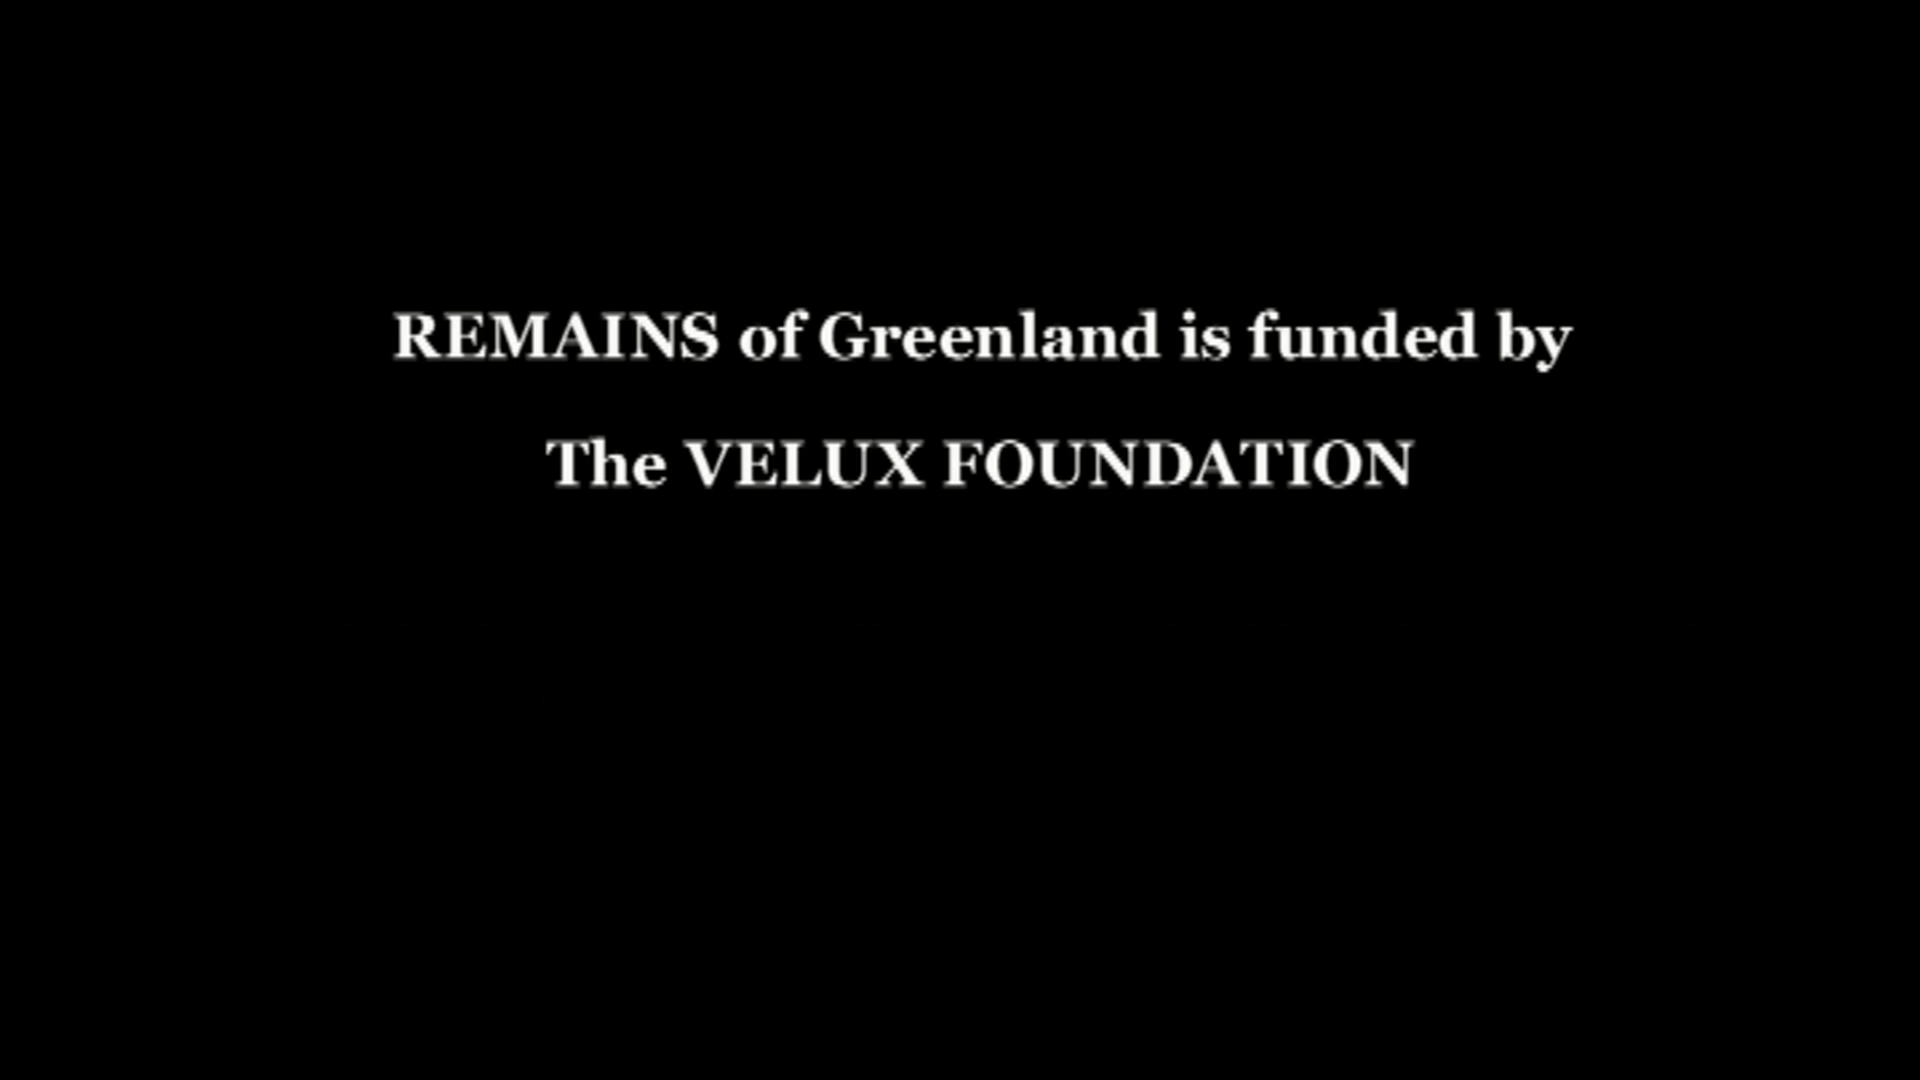 REMAINS of Greenland is funded by
The VELUX FOUNDATION